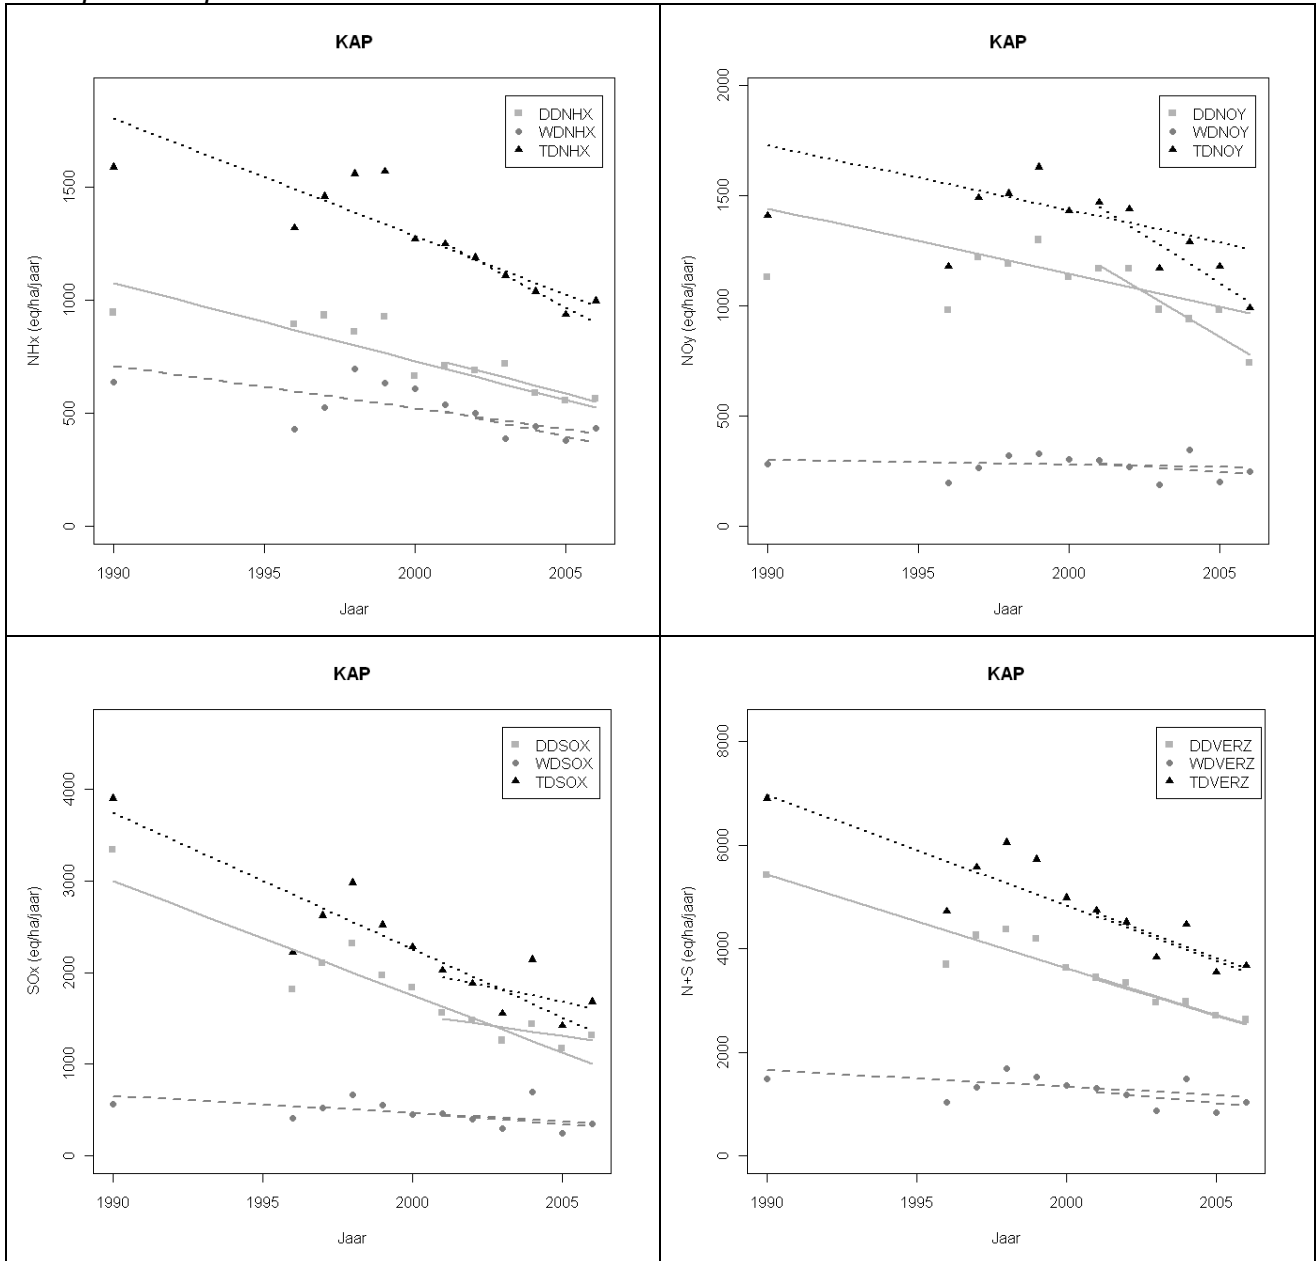 KAP
DDNHX
WDNHX
TDNHX
NHx (eq/ha/jaar)
0
500
1000
1500
1990
1995
2000
2005
Jaar
KAP
DDNOY
WDNOY
TDNOY
NOy (eq/ha/jaar)
0
500
1000
1500
2000
1990
1995
2000
2005
Jaar
KAP
DDSOX
WDSOX
TDSOX
SOx (eq/ha/jaar)
0
1000
2000
3000
4000
1990
1995
2000
2005
Jaar
KAP
DDVERZ
WDVERZ
TDVERZ
N+S (eq/ha/jaar)
0
2000
4000
6000
8000
1990
1995
2000
2005
Jaar